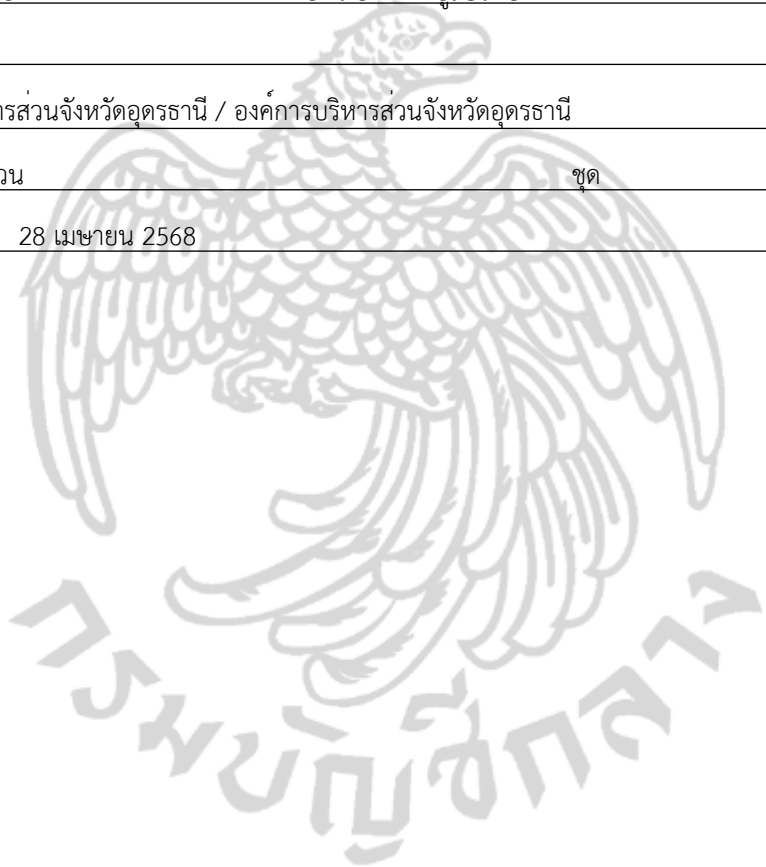 ารส่วนจังหวัดอุดรธานี / องค์การบริหารส่วนจังหวัดอุดรธานี
วน ชุด
28 เมษายน 2568
กรมบัญชีกลาง